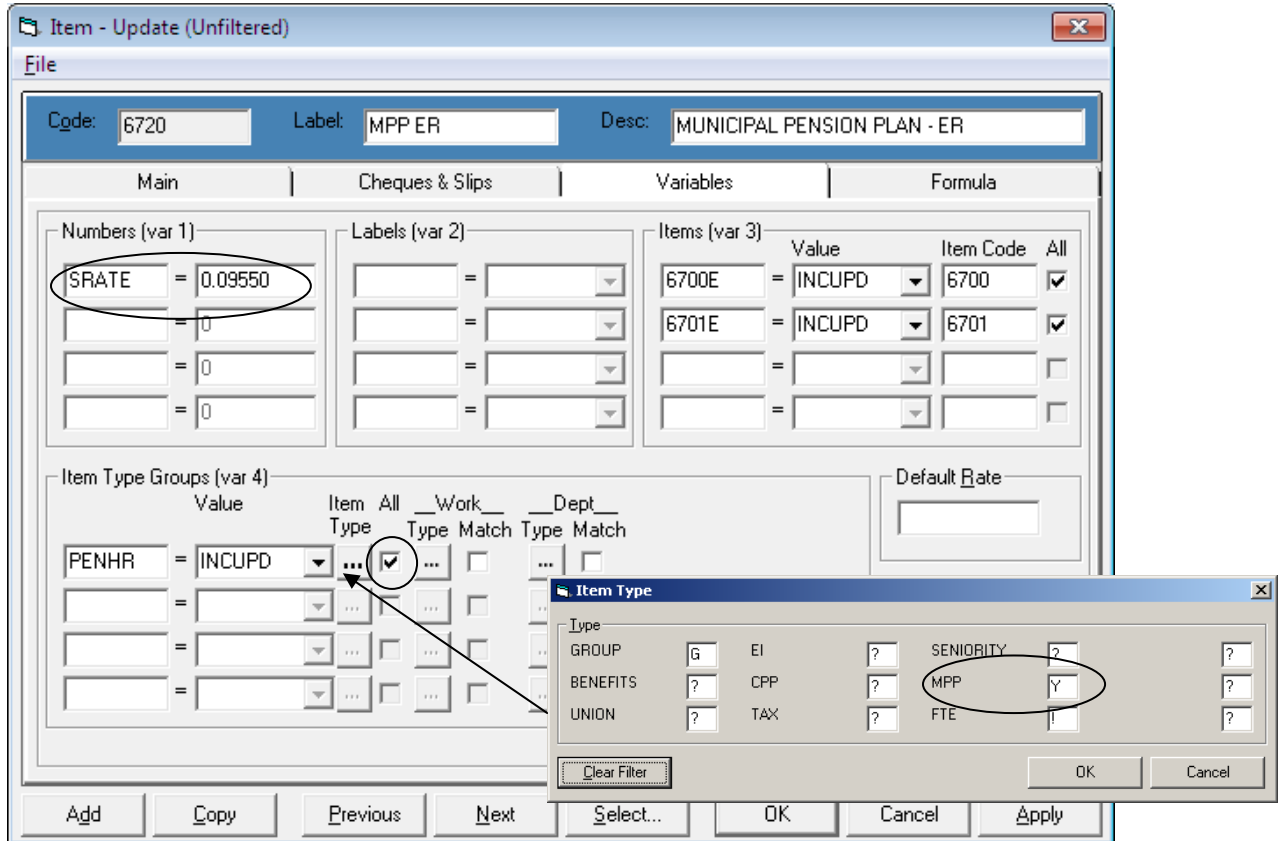 Item - Update (Unfiltered)
File
Code: 6720 Label: MPP ER Desc: MUNICIPAL PENSION PLAN - ER
Main Cheques & Slips Variables Formula
Numbers (var 1) Labels (var 2) Items (var 3)
Value Item Code All
SRATE = 0.09550 = 6700E = INCUPD 6700
= 0 = 6701E = INCUPD 6701
= 0 = =
= 0 = =
Item Type Groups (var 4) Default Rate
Value Item Type All __Work__ __Dept__
Type Match Type Match
PENHR = INCUPD ... ... ...
= ... ... ...
= ... ... ...
= ... ... ...
Item Type
Type
GROUP G EI ? SENIORITY ? ?
BENEFITS ? CPP ? MPP Y ?
UNION ? TAX ? FTE ! ?
Clear Filter OK Cancel
Add Copy Previous Next Select... OK Cancel Apply